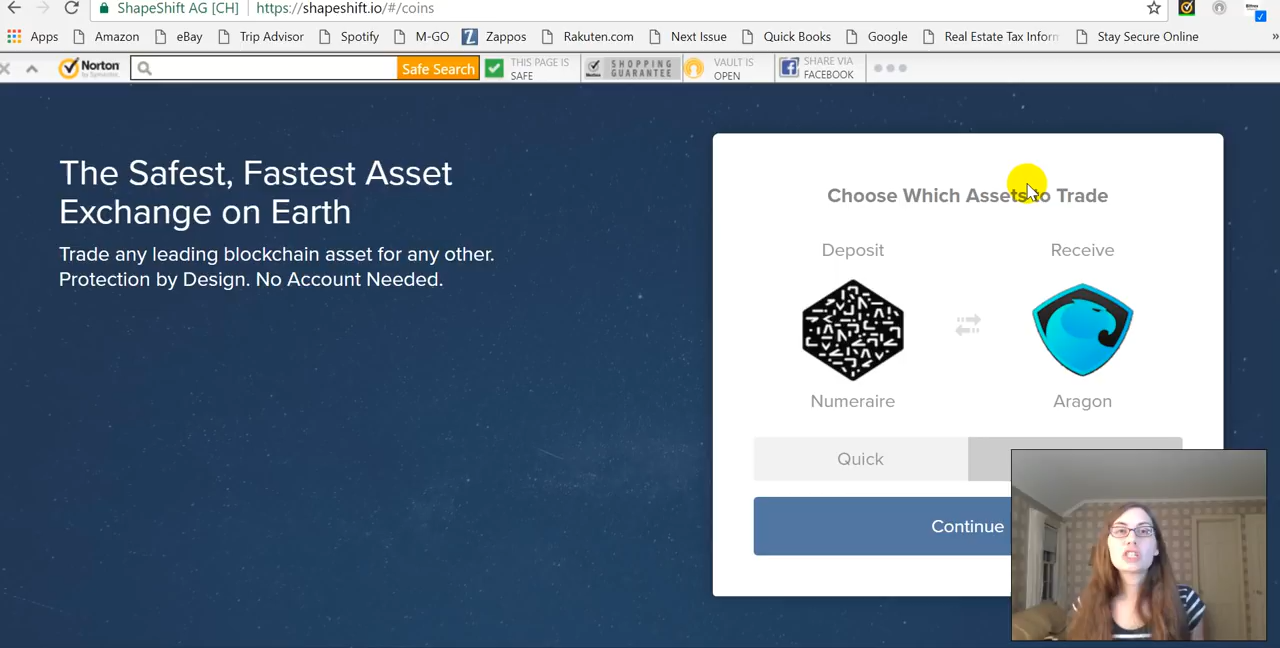 ShapeShift AG [CH] https://shapeshift.io/#/coins
Apps Amazon eBay Trip Advisor Spotify M-GO Zappos Rakuten.com Next Issue Quick Books Google Real Estate Tax Inform Stay Secure Online »
Norton
by Symantec
Safe Search
THIS PAGE IS
SAFE
SHOPPING
GUARANTEE
VAULT IS
OPEN
SHARE VIA
FACEBOOK
The Safest, Fastest Asset
Exchange on Earth
Trade any leading blockchain asset for any other.
Protection by Design. No Account Needed.
Choose Which Assets to Trade
Deposit Receive
Numeraire Aragon
Quick
Continue